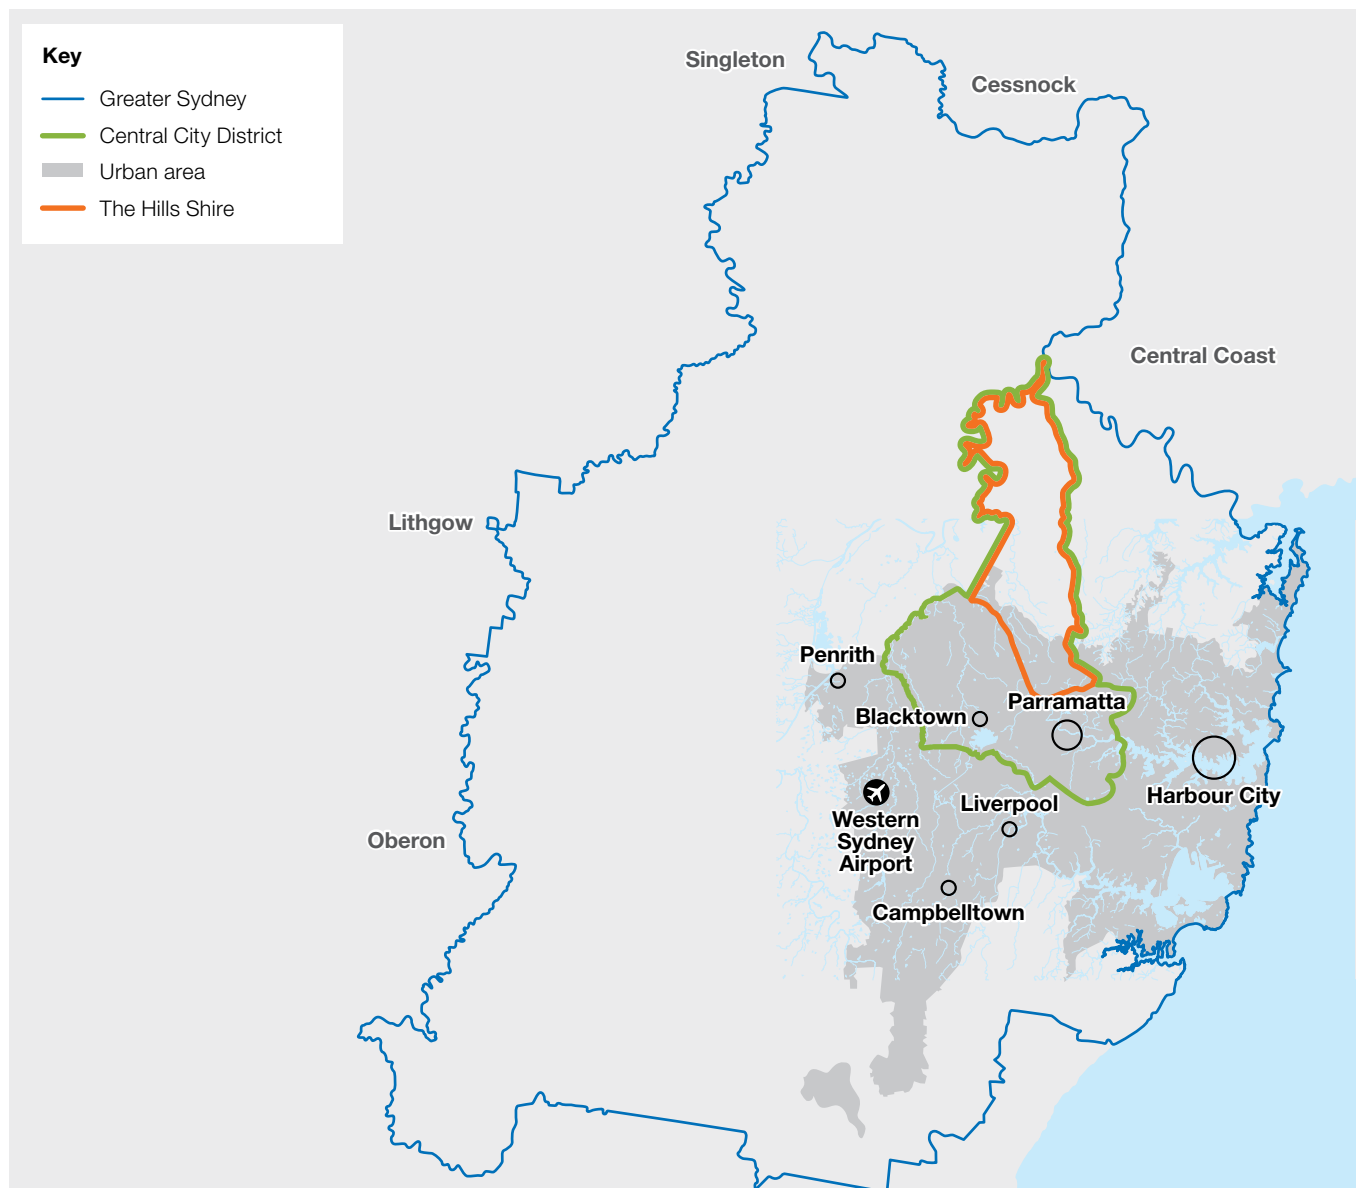 Key
Greater Sydney
Central City District
Urban area
The Hills Shire
Singleton
Cessnock
Central Coast
Lithgow
Penrith
Parramatta
Blacktown
Harbour City
Liverpool
Western
Sydney
Airport
Oberon
Campbelltown